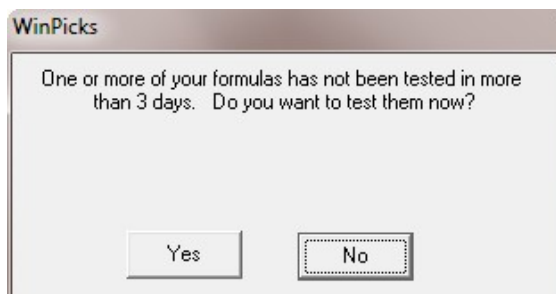 WinPicks
One or more of your formulas has not been tested in more
than 3 days. Do you want to test them now?
Yes
No